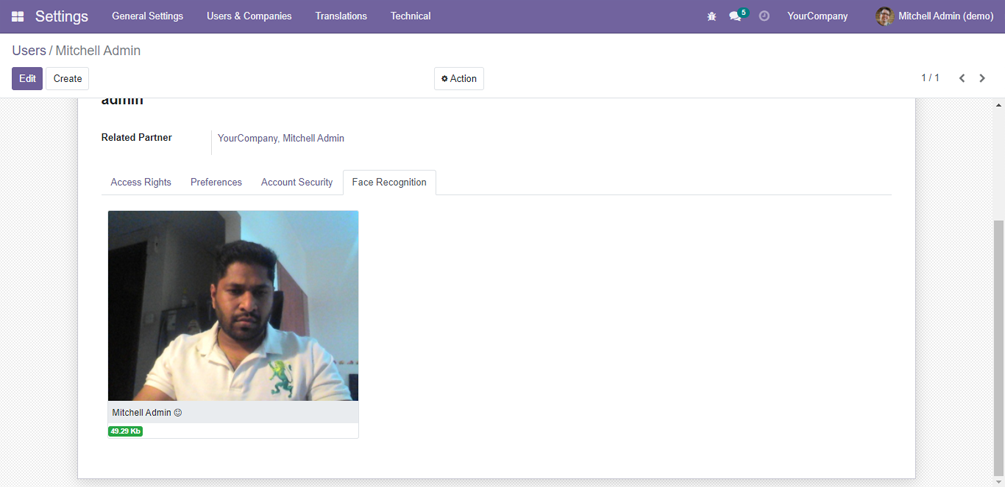 Settings General Settings Users & Companies Translations Technical 5 YourCompany Mitchell Admin (demo)
Users / Mitchell Admin
Edit Create Action 1 / 1
admin
Related Partner YourCompany, Mitchell Admin
Access Rights Preferences Account Security Face Recognition
Mitchell Admin
49.29 Kb